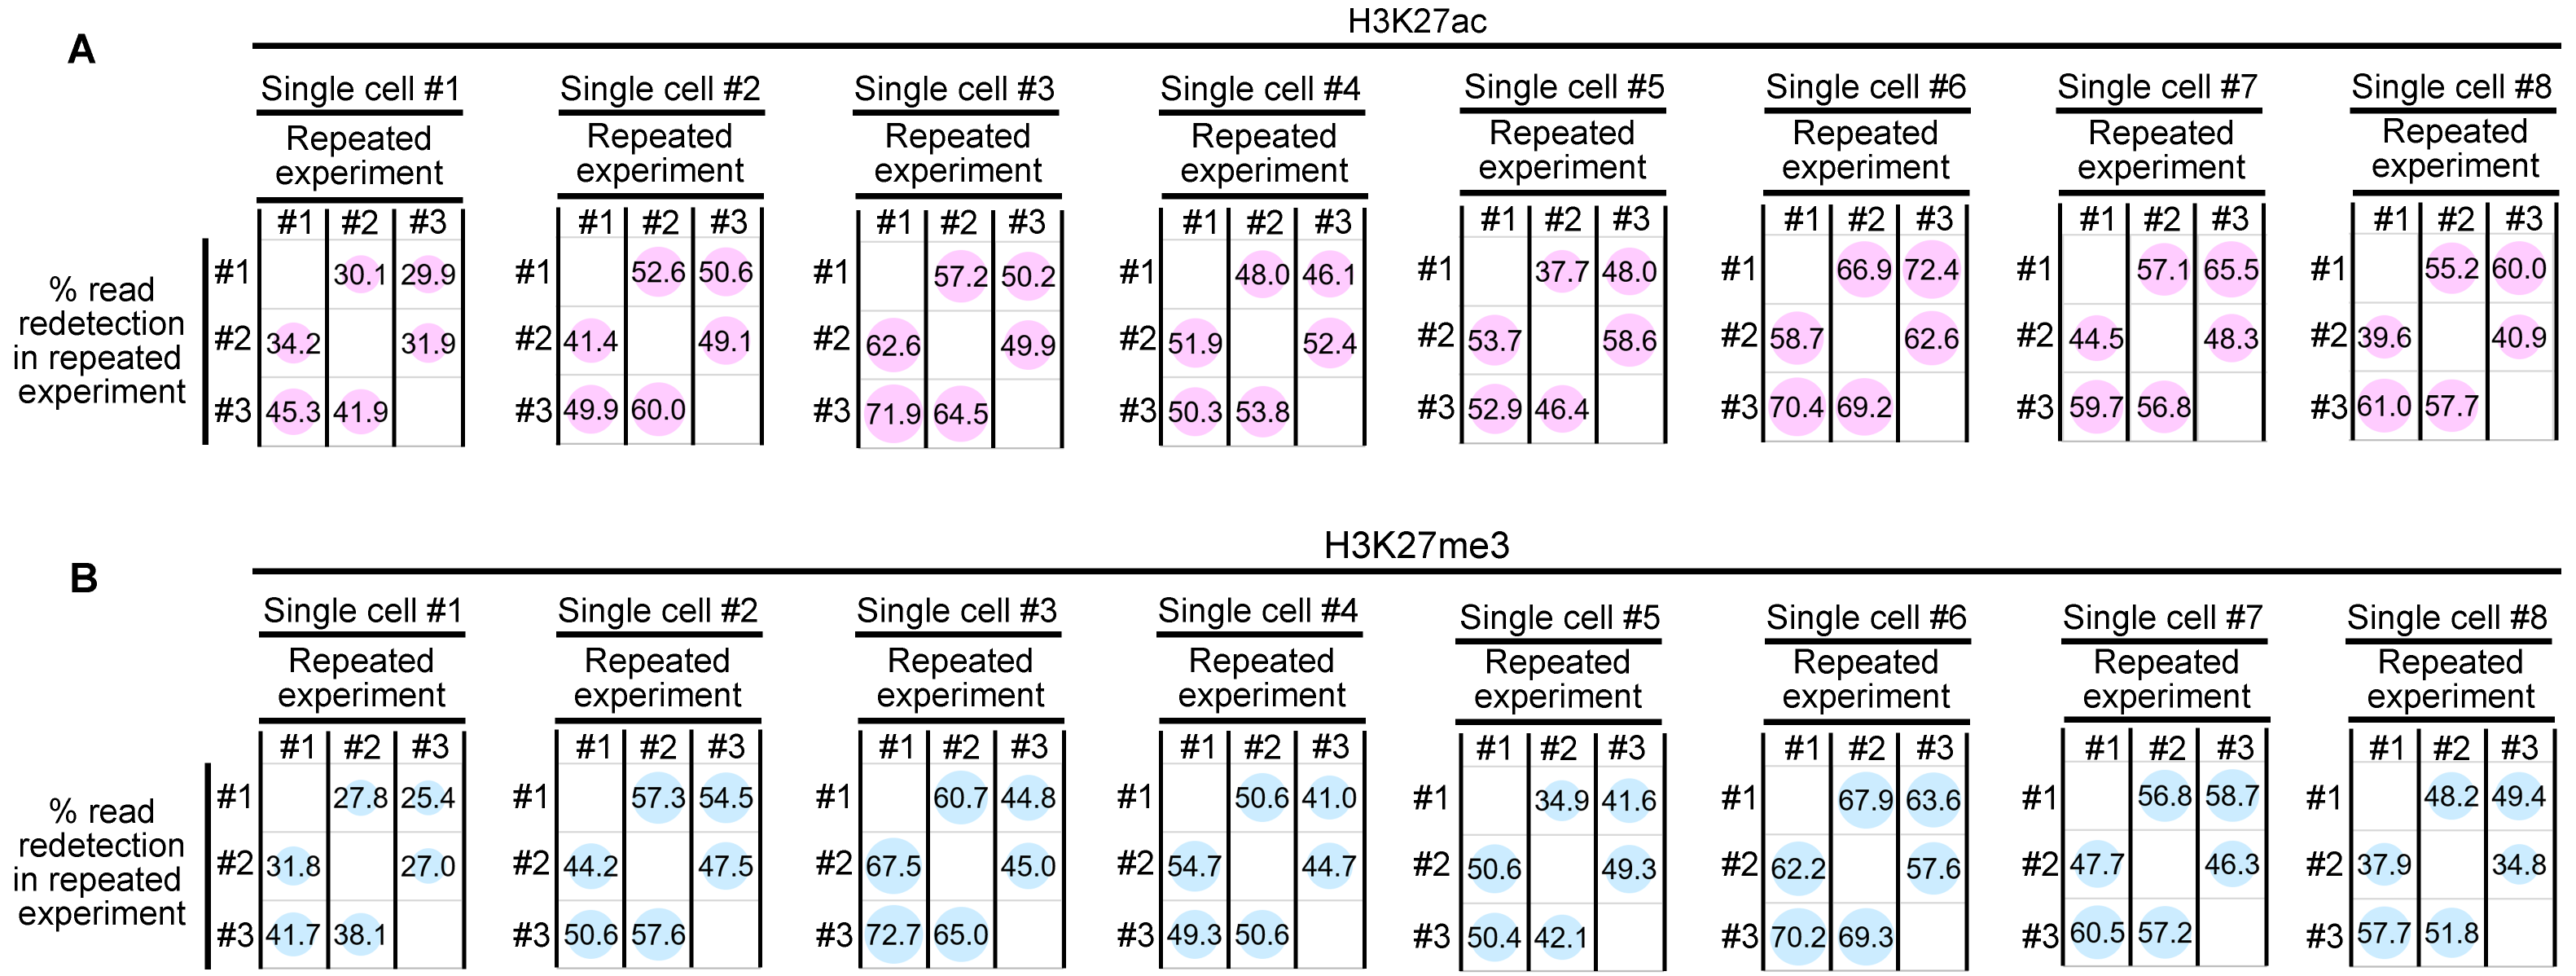 A
H3K27ac
Single cell #1 Single cell #2 Single cell #3 Single cell #4 Single cell #5 Single cell #6 Single cell #7 Single cell #8
Repeated Repeated Repeated Repeated Repeated Repeated Repeated Repeated
experiment experiment experiment experiment experiment experiment experiment experiment
#1 #2 #3 #1 #2 #3 #1 #2 #3 #1 #2 #3 #1 #2 #3 #1 #2 #3 #1 #2 #3 #1 #2 #3
% read
redetection
in repeated
experiment
#1 30.1 29.9 #1 52.6 50.6 #1 57.2 50.2 #1 48.0 46.1 #1 37.7 48.0 #1 66.9 72.4 #1 57.1 65.5 #1 55.2 60.0
#2 34.2 31.9 #2 41.4 49.1 #2 62.6 49.9 #2 51.9 52.4 #2 53.7 58.6 #2 58.7 62.6 #2 44.5 48.3 #2 39.6 40.9
#3 45.3 41.9 #3 49.9 60.0 #3 71.9 64.5 #3 50.3 53.8 #3 52.9 46.4 #3 70.4 69.2 #3 59.7 56.8 #3 61.0 57.7
B
H3K27me3
Single cell #1 Single cell #2 Single cell #3 Single cell #4 Single cell #5 Single cell #6 Single cell #7 Single cell #8
Repeated Repeated Repeated Repeated Repeated Repeated Repeated Repeated
experiment experiment experiment experiment experiment experiment experiment experiment
#1 #2 #3 #1 #2 #3 #1 #2 #3 #1 #2 #3 #1 #2 #3 #1 #2 #3 #1 #2 #3 #1 #2 #3
% read
redetection
in repeated
experiment
#1 27.8 25.4 #1 57.3 54.5 #1 60.7 44.8 #1 50.6 41.0 #1 34.9 41.6 #1 67.9 63.6 #1 56.8 58.7 #1 48.2 49.4
#2 31.8 27.0 #2 44.2 47.5 #2 67.5 45.0 #2 54.7 44.7 #2 50.6 49.3 #2 62.2 57.6 #2 47.7 46.3 #2 37.9 34.8
#3 41.7 38.1 #3 50.6 57.6 #3 72.7 65.0 #3 49.3 50.6 #3 50.4 42.1 #3 70.2 69.3 #3 60.5 57.2 #3 57.7 51.8